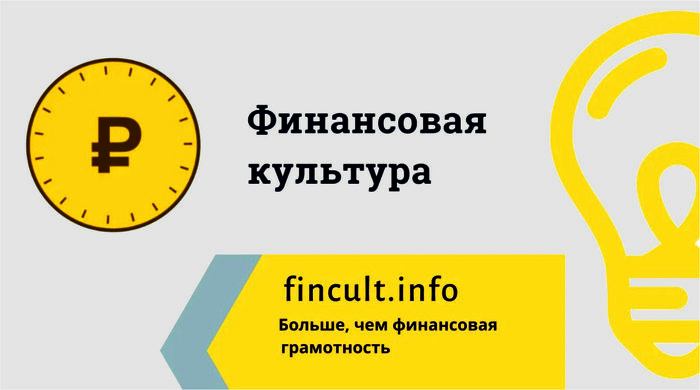 ₽
Финансовая
культура
fincult.info
Больше, чем финансовая
грамотность